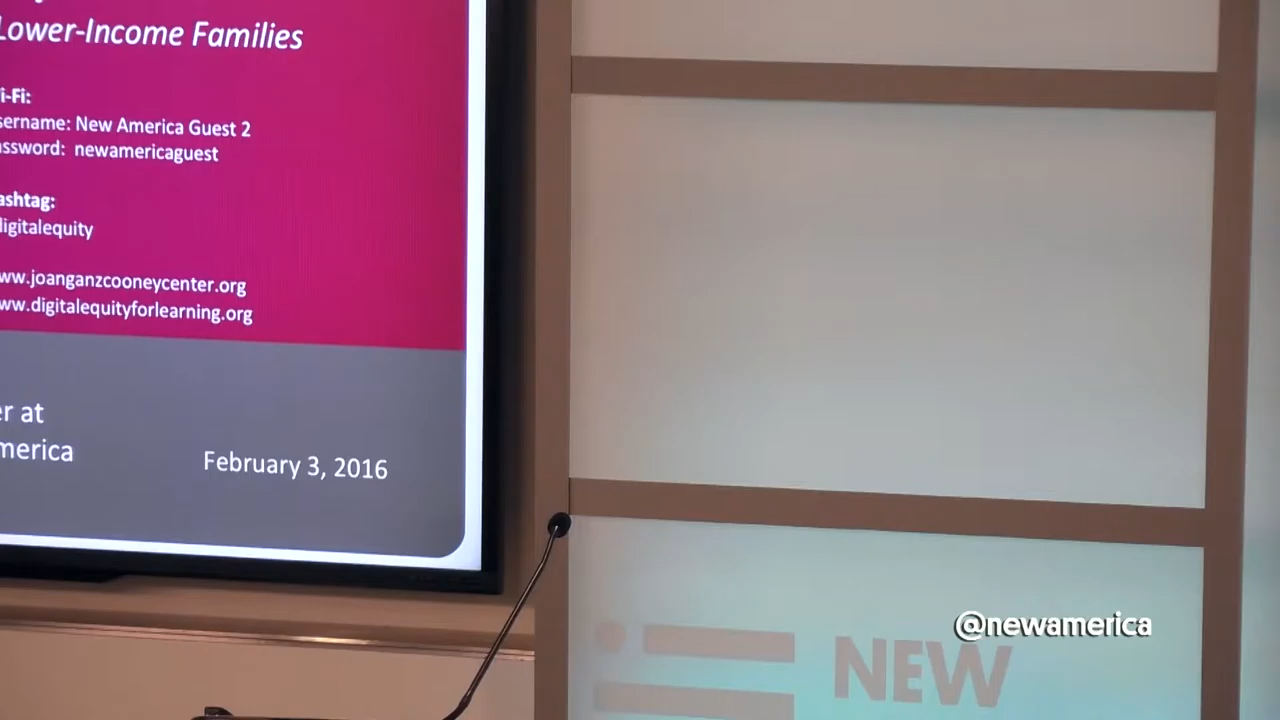 Lower-Income Families
i-Fi:
sername: New America Guest 2
assword: newamericaguest
ashtag:
digitalequity
ww.joanganzcooneycenter.org
ww.digitalequityforlearning.org
er at
merica
February 3, 2016
@newamerica
NEW